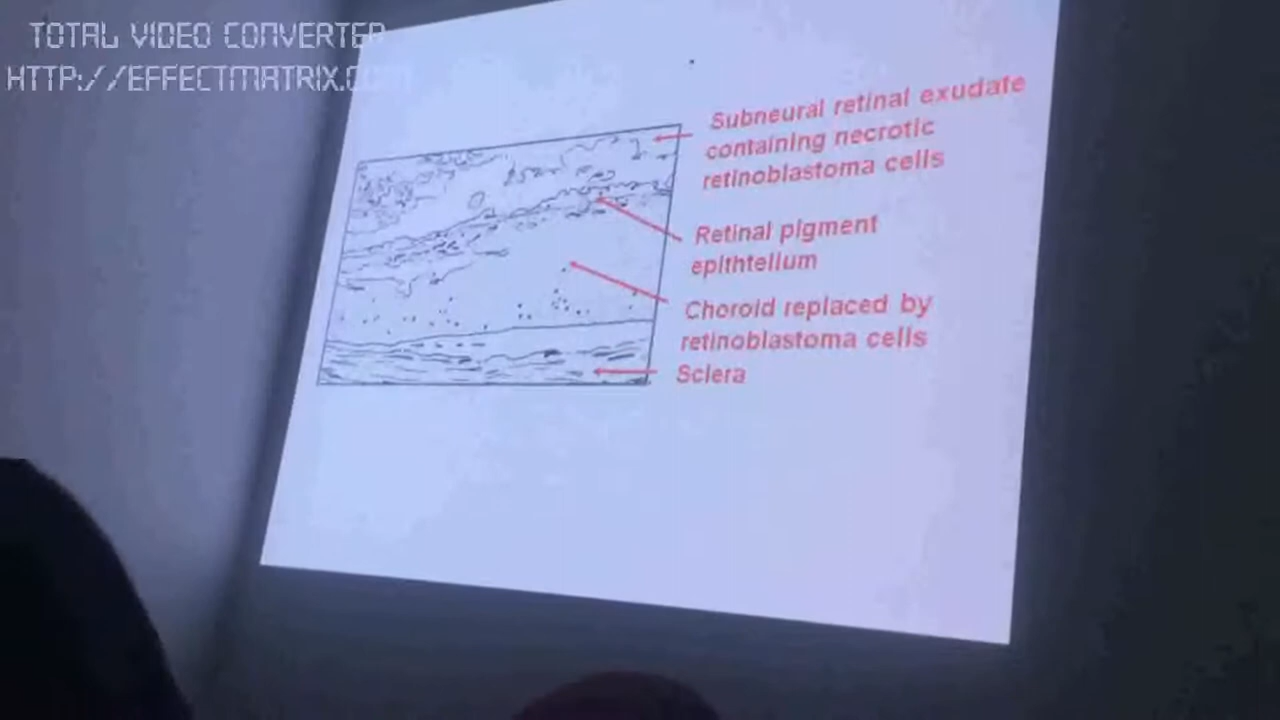 TOTAL VIDEO CONVERTER
HTTP://EFFECTMATRIX.COM
Subneural retinal exudate
containing necrotic
retinoblastoma cells
Retinal pigment
epithtelium
Choroid replaced by
retinoblastoma cells
Sclera